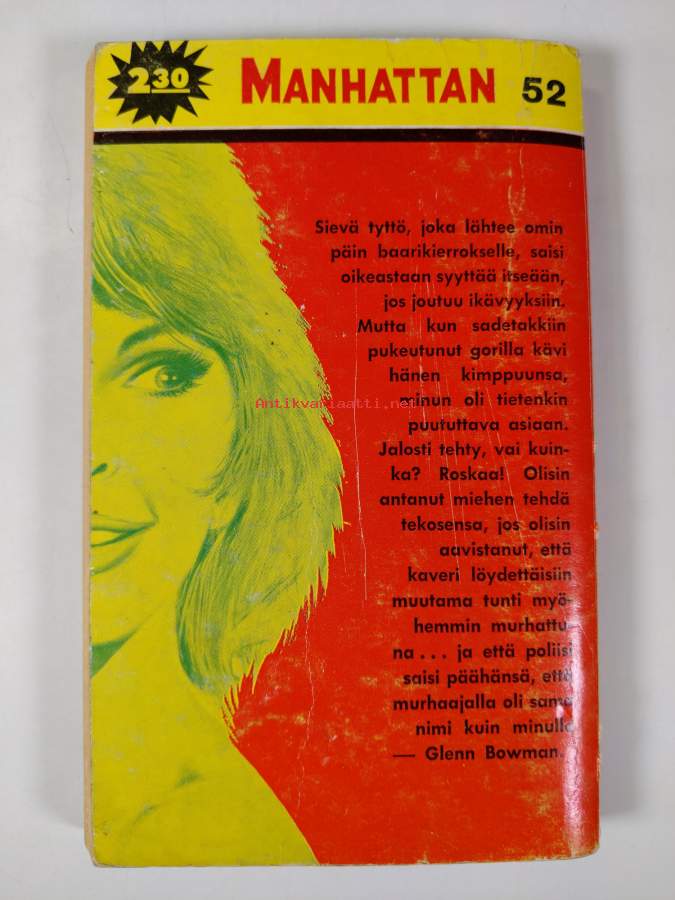 2.30 MANHATTAN 52
Sievä tyttö, joka lähtee omin
päin baarikierrokselle, saisi
oikeastaan syyttää itseään,
jos joutuu ikävyyksiin.
Mutta kun sadetakkiin
pukeutunut gorilla kävi
hänen kimppuunsa,
minun oli tietenkin
puututtava asiaan.
Jalosti tehty, vai kuin-
ka? Roskaa! Olisin
antanut miehen tehdä
tekosensa, jos olisin
aavistanut, että
kaveri löydettäisiin
muutama tunti myö-
hemmin murhattu-
na... ja että poliisi
saisi päähänsä, että
murhaajalla oli sama
nimi kuin minulla
— Glenn Bowman.
Antikvariaatti.net